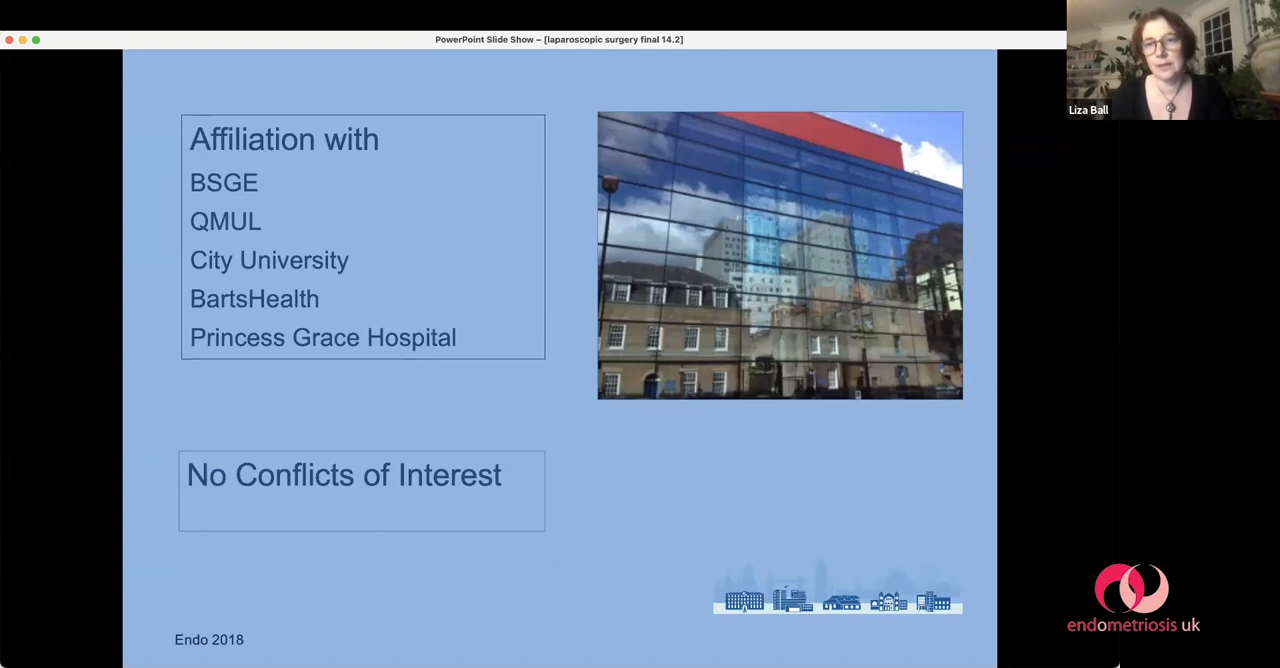 PowerPoint Slide Show – [laparoscopic surgery final 14.2]
Liza Ball
Affiliation with
BSGE
QMUL
City University
BartsHealth
Princess Grace Hospital
No Conflicts of Interest
Endo 2018
endometriosis uk